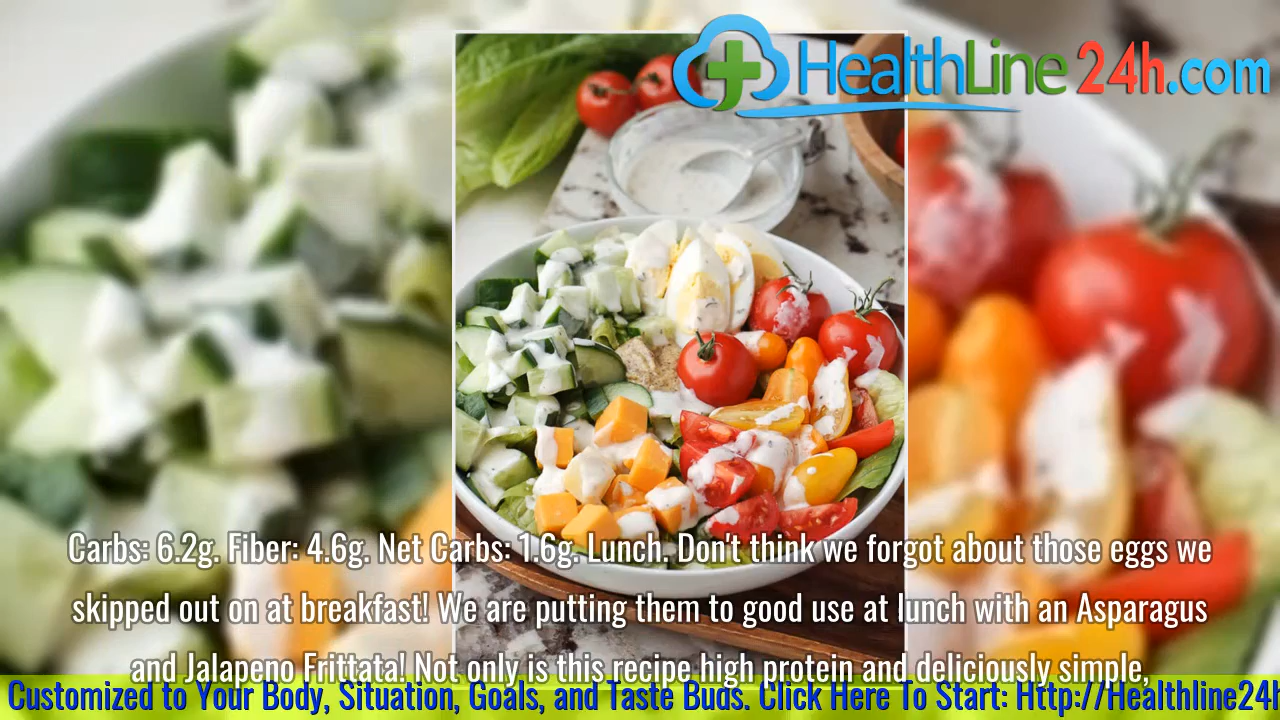 HealthLine 24h.com
Carbs: 6.2g. Fiber: 4.6g. Net Carbs: 1.6g. Lunch. Don't think we forgot about those eggs we
skipped out on at breakfast! We are putting them to good use at lunch with an Asparagus
and Jalapeno Frittata! Not only is this recipe high protein and deliciously simple,
Customized to Your Body, Situation, Goals, and Taste Buds. Click Here To Start: Http://Healthline24h